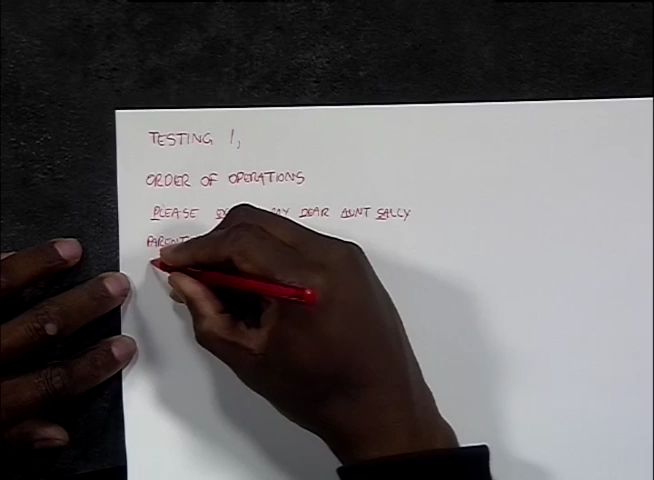 TESTING 1,
ORDER OF OPERATIONS
PLEASE DEAR AUNT SALLY